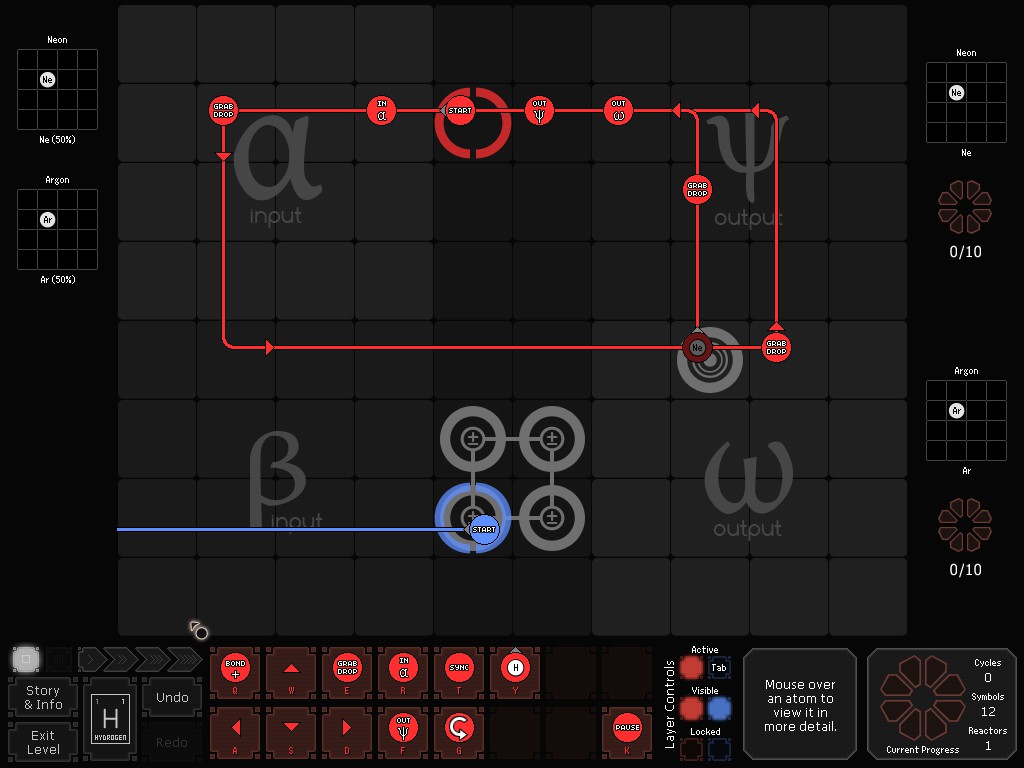 Neon
Ne
Ne (50%)
Argon
Ar
Ar (50%)
GRAB
DROP
IN
α
START
OUT
ψ
OUT
ω
α
input
ψ
output
GRAB
DROP
Ne
GRAB
DROP
β
input
START
ω
output
Neon
Ne
Ne
0/10
Argon
Ar
Ar
0/10
Story
& Info
Exit
Level
1 1
H
HYDROGEN
Undo
Redo
BOND
+
Q
W
GRAB
DROP
E
IN
α
R
SYNC
T
H
Y
A
S
D
OUT
ψ
F
G
PAUSE
K
Layer Controls
Active
Tab
Visible
Locked
Mouse over
an atom to
view it in
more detail.
Cycles
0
Symbols
12
Reactors
1
Current Progress